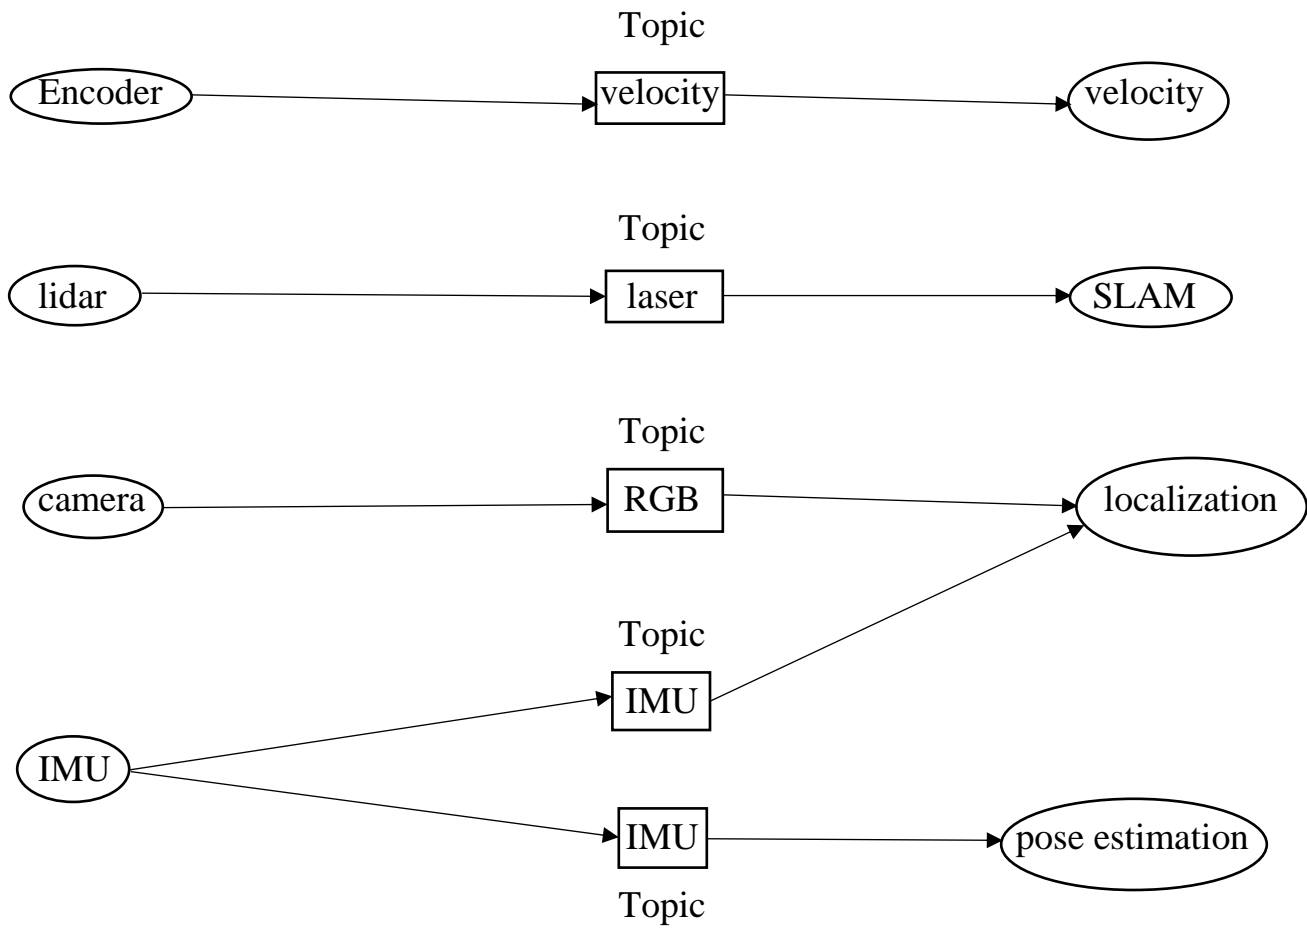 Topic
Encoder velocity velocity
Topic
lidar laser SLAM
Topic
camera RGB localization
Topic
IMU
IMU
IMU pose estimation
Topic